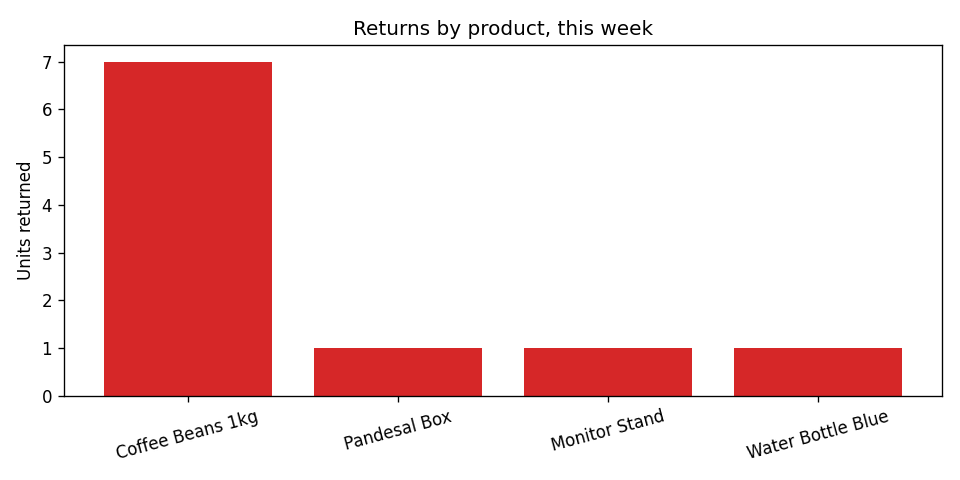 Returns by product, this week
Units returned
7
6
5
4
3
2
1
0
Coffee Beans 1kg
Pandesal Box
Monitor Stand
Water Bottle Blue